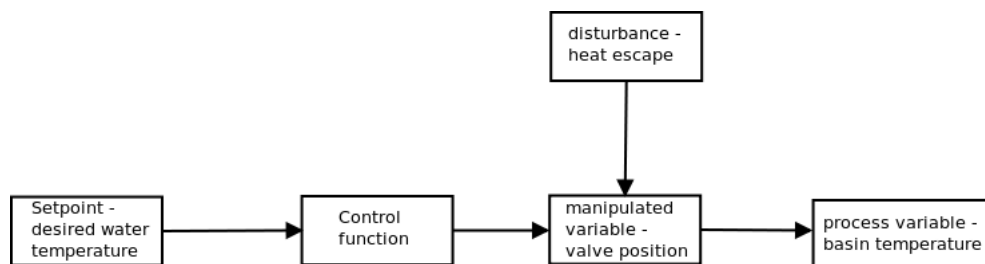 disturbance -
heat escape
Setpoint -
desired water
temperature
Control
function
manipulated
variable -
valve position
process variable -
basin temperature